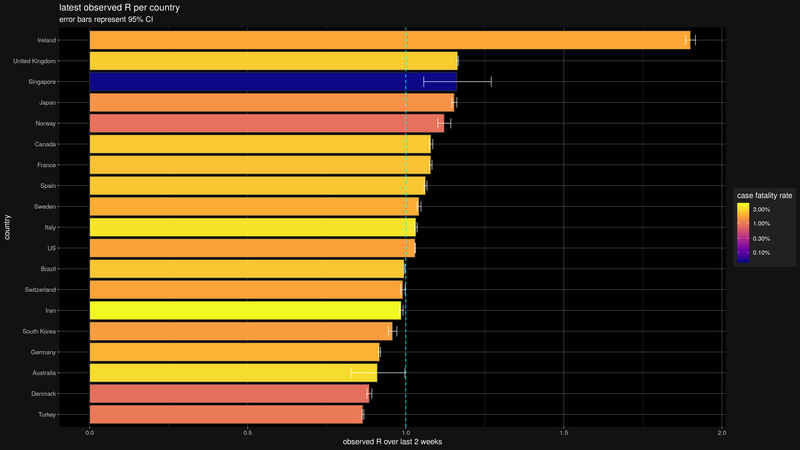 latest observed R per country
error bars represent 95% CI
country
Ireland
United Kingdom
Singapore
Japan
Norway
Canada
France
Spain
Sweden
Italy
US
Brazil
Switzerland
Iran
South Korea
Germany
Australia
Denmark
Turkey
0.0 0.5 1.0 1.5 2.0
observed R over last 2 weeks
case fatality rate
3.00%
1.00%
0.30%
0.10%